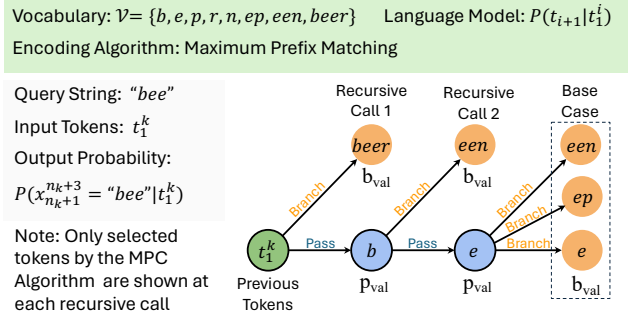 Vocabulary: 𝒱= {b, e, p, r, n, ep, een, beer} Language Model: P(t_{i+1}|t_1^i)
Encoding Algorithm: Maximum Prefix Matching
Query String: “bee”
Input Tokens: t_1^k
Output Probability:
P(x_{n_k+1}^{n_k+3} = “bee”|t_1^k)
Note: Only selected
tokens by the MPC
Algorithm are shown at
each recursive call
Recursive
Call 1
Recursive
Call 2
Base
Case
beer
b_val
een
b_val
een
ep
e
b_val
Branch
Branch
Branch
Branch
Branch
t_1^k
Pass
b
Pass
e
Previous
Tokens
p_val
p_val